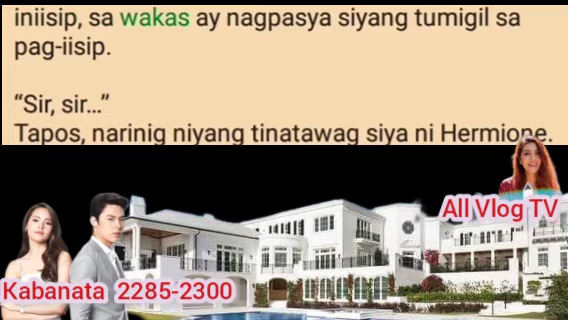 iniisip, sa wakas ay nagpasya siyang tumigil sa
pag-iisip.
“Sir, sir...”
Tapos, narinig niyang tinatawag siya ni Hermione.
All Vlog TV
Kabanata 2285-2300